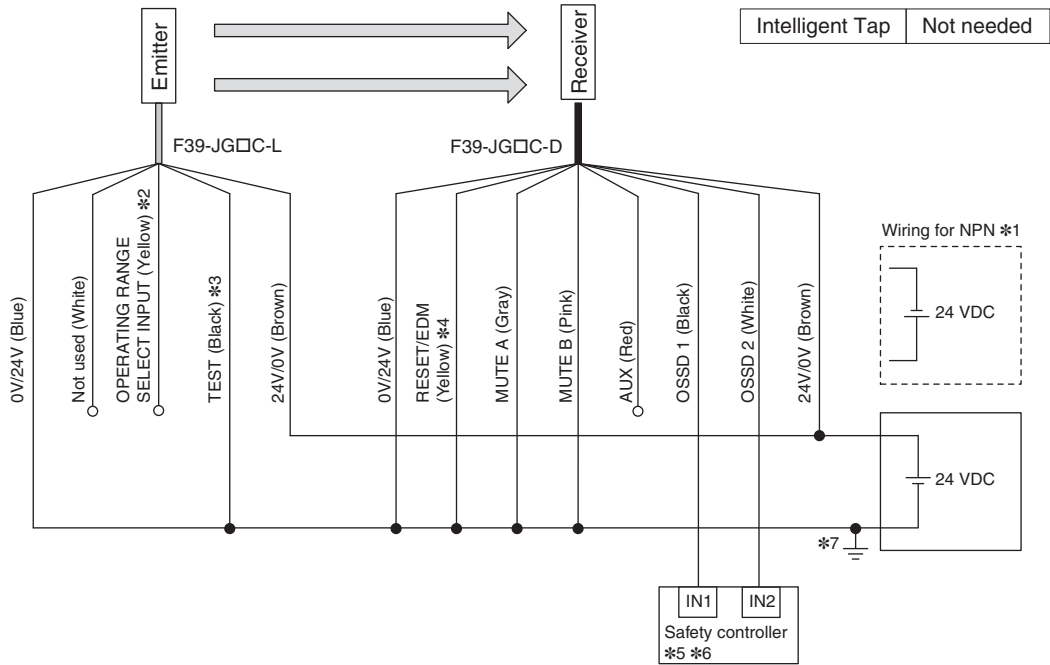 Emitter
Receiver
Intelligent Tap Not needed
F39-JG□C-L
F39-JG□C-D
0V/24V (Blue)
Not used (White)
OPERATING RANGE
SELECT INPUT (Yellow) ✻2
TEST (Black) ✻3
24V/0V (Brown)
0V/24V (Blue)
RESET/EDM
(Yellow) ✻4
MUTE A (Gray)
MUTE B (Pink)
AUX (Red)
OSSD 1 (Black)
OSSD 2 (White)
24V/0V (Brown)
Wiring for NPN ✻1
24 VDC
24 VDC
✻7
IN1 IN2
Safety controller
✻5 ✻6